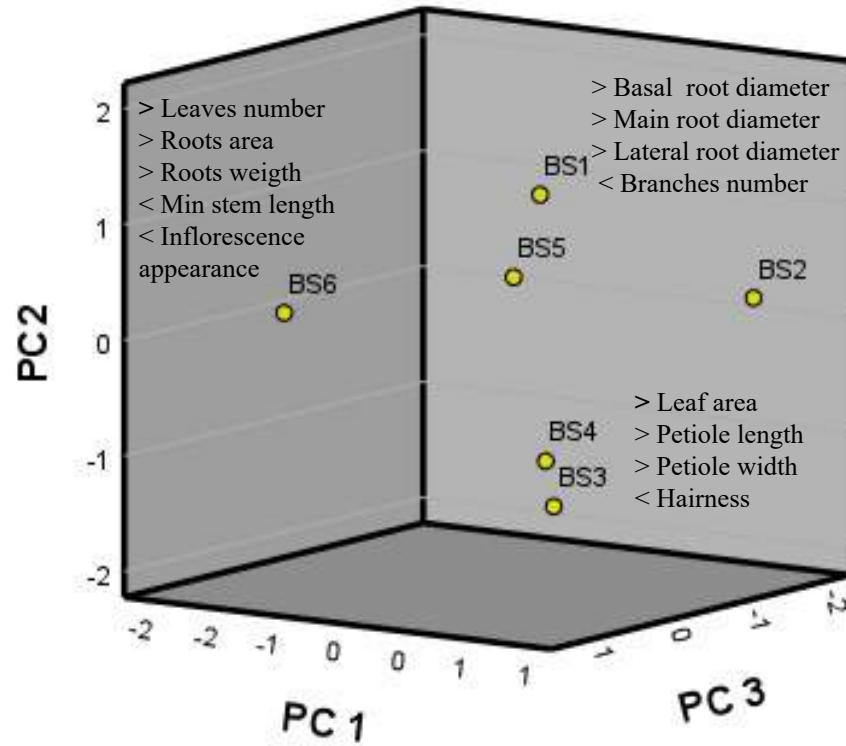 > Leaves number
> Roots area
> Roots weigth
< Min stem length
< Inflorescence
appearance
> Basal root diameter
> Main root diameter
> Lateral root diameter
< Branches number
BS1
BS5
BS2
BS6
> Leaf area
> Petiole length
> Petiole width
< Hairness
BS4
BS3
PC2
2
1
0
-1
-2
-2 -2 -1 0 0 1 1
PC 1
1 0 -1 -2
PC 3